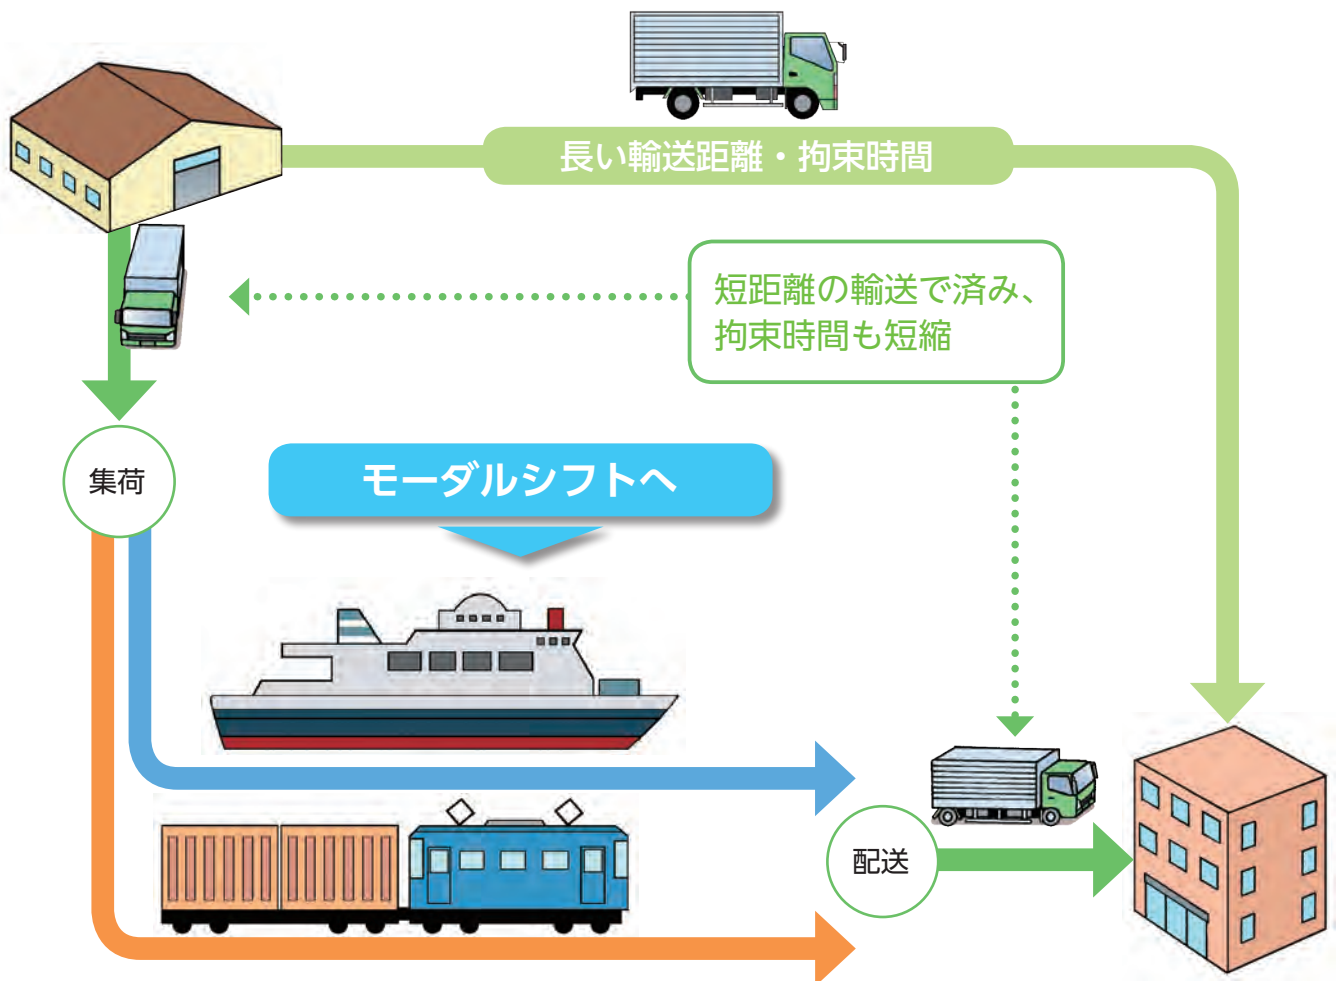 長い輸送距離・拘束時間
短距離の輸送で済み、
拘束時間も短縮
集荷
モーダルシフトへ
配送